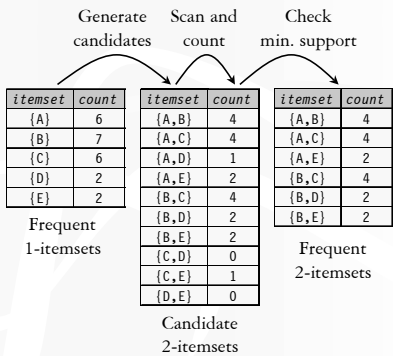 Generate candidates
Scan and count
Check min. support
itemset count
{A} 6
{B} 7
{C} 6
{D} 2
{E} 2
Frequent
1-itemsets
itemset count
{A,B} 4
{A,C} 4
{A,D} 1
{A,E} 2
{B,C} 4
{B,D} 2
{B,E} 2
{C,D} 0
{C,E} 1
{D,E} 0
Candidate
2-itemsets
itemset count
{A,B} 4
{A,C} 4
{A,E} 2
{B,C} 4
{B,D} 2
{B,E} 2
Frequent
2-itemsets